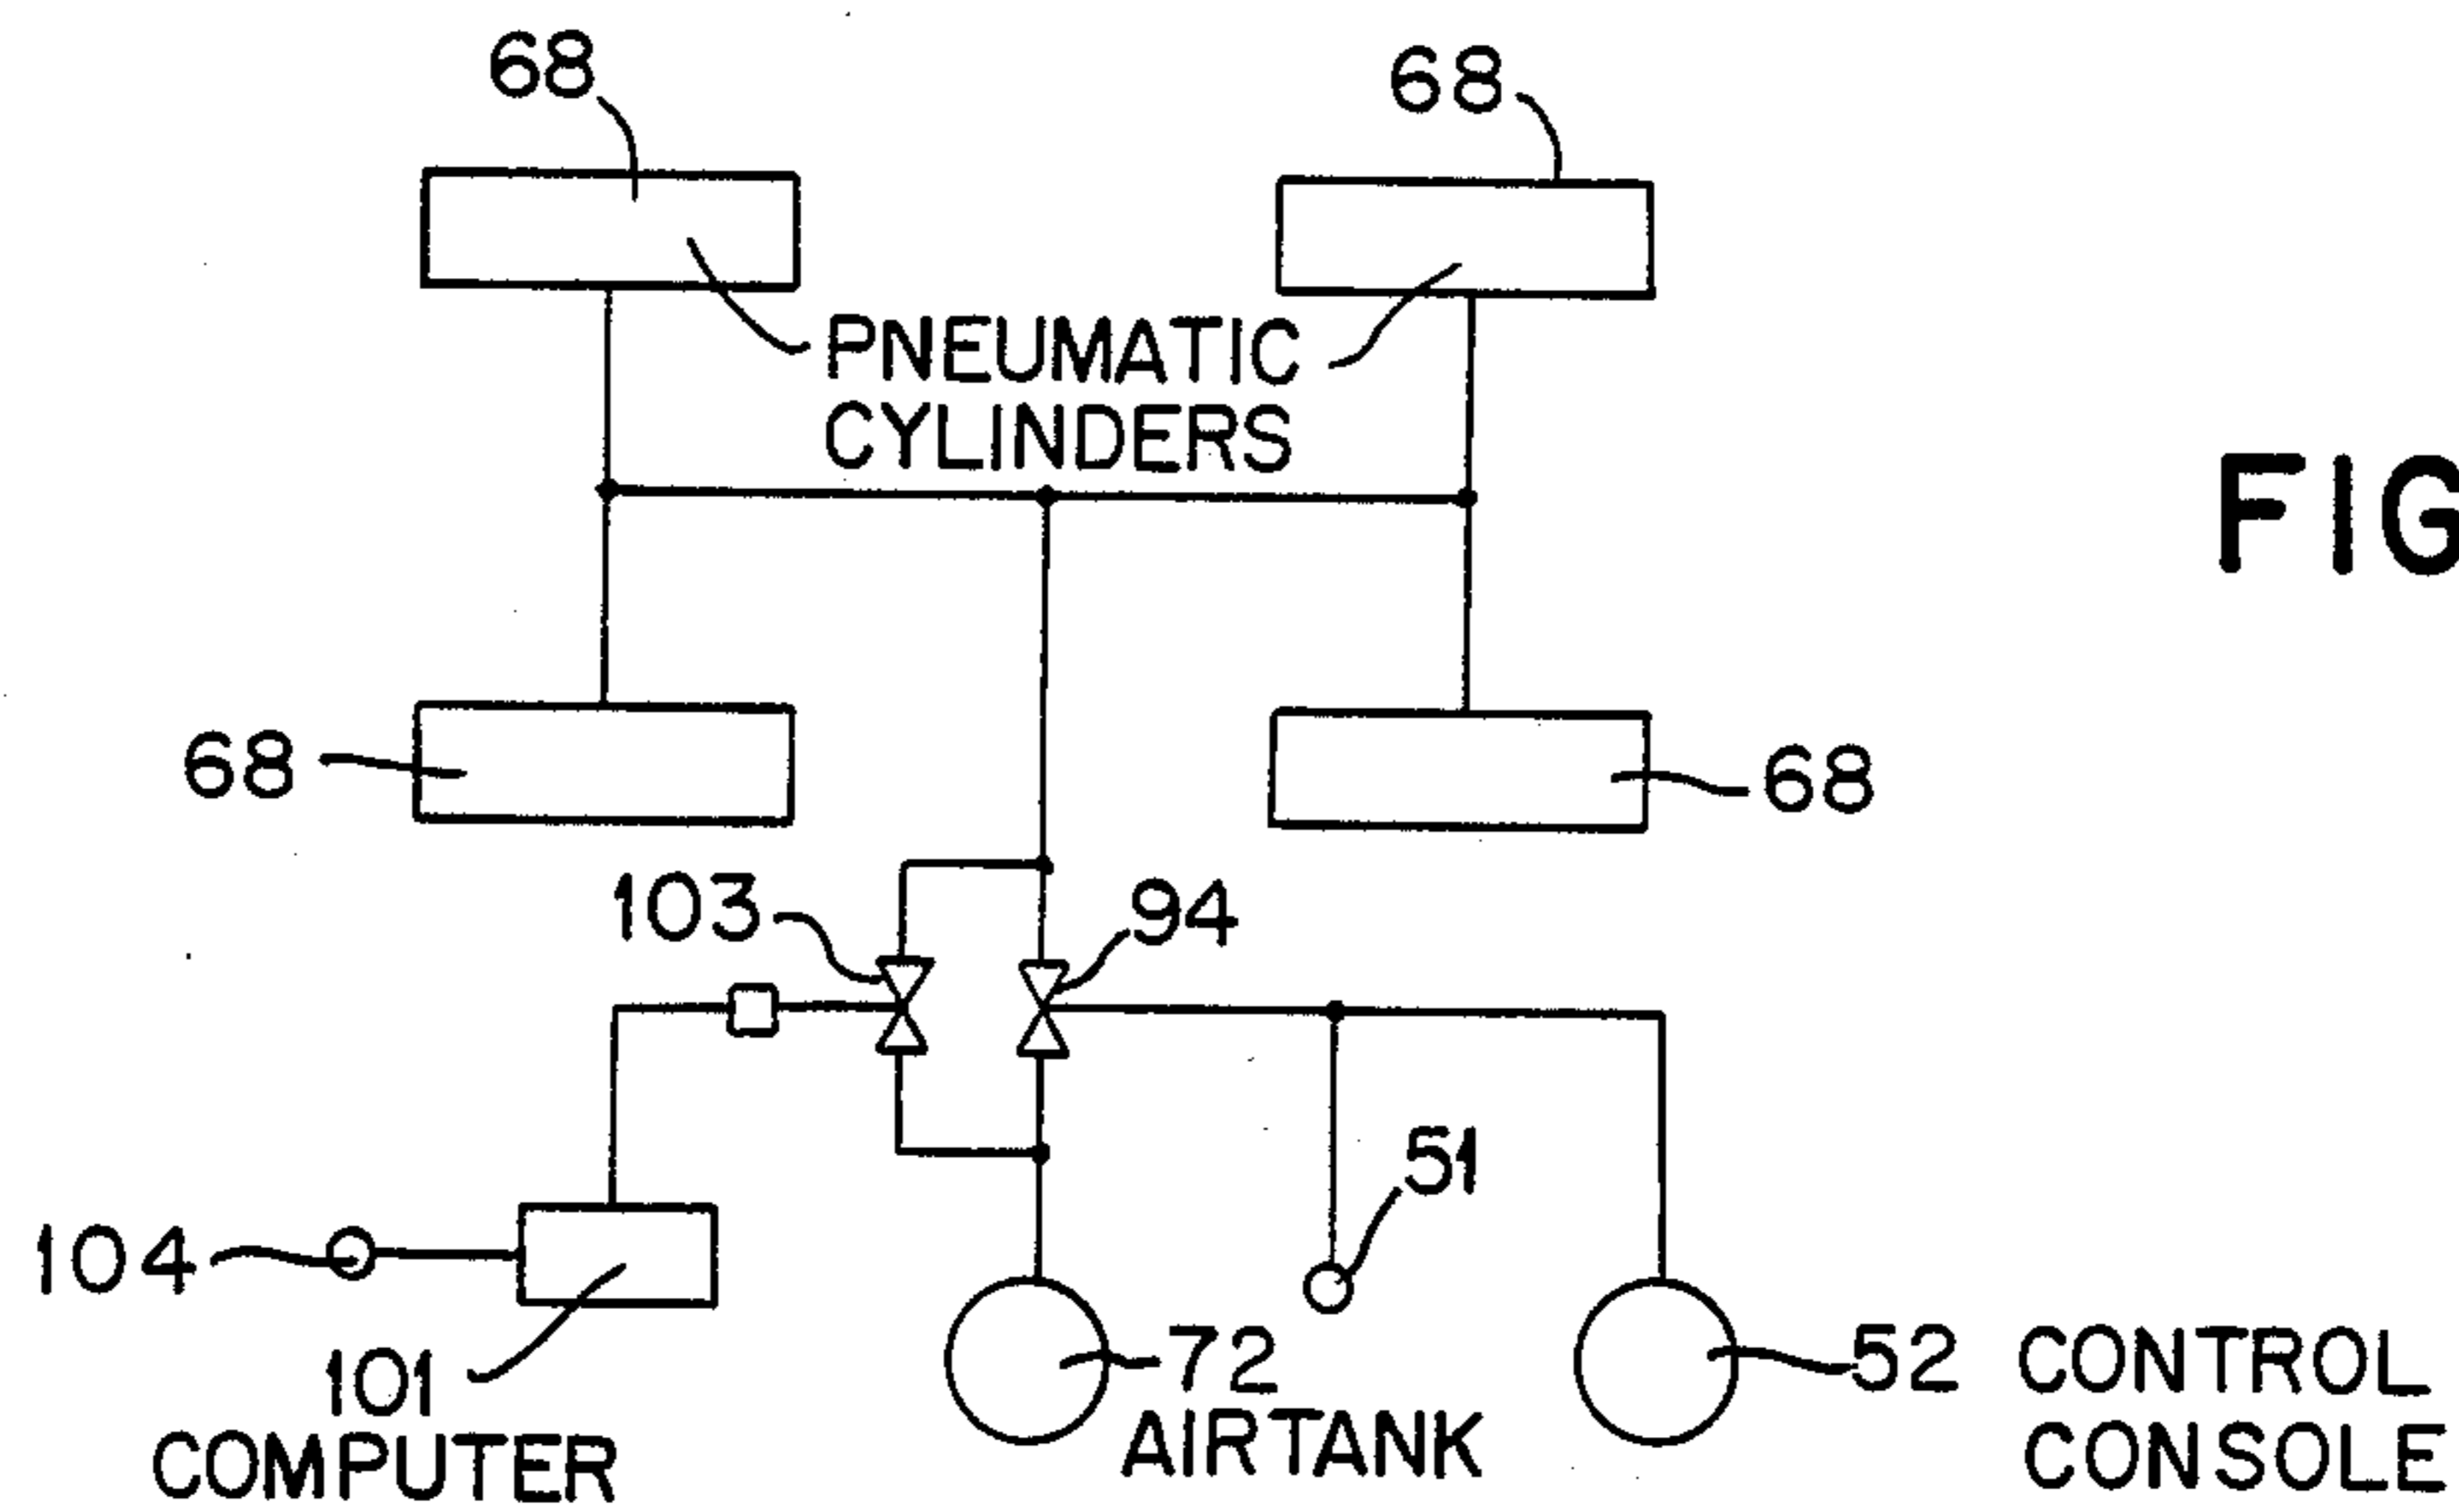 68
68
PNEUMATIC
CYLINDERS
FIG
68
68
103
94
51
104
101
COMPUTER
72
AIRTANK
52 CONTROL
CONSOLE